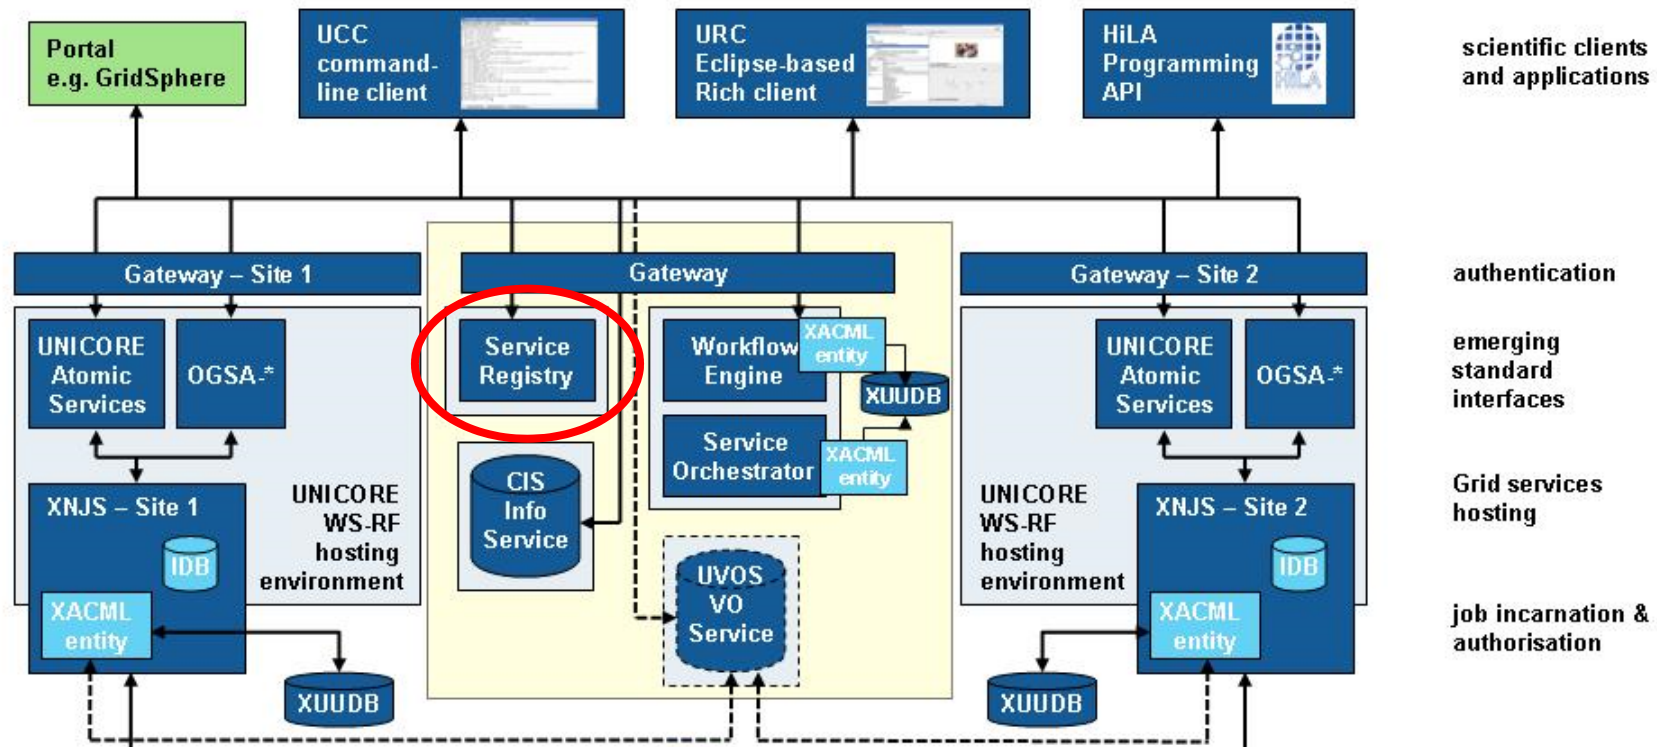 Portal
e.g. GridSphere
UCC
command-
line client
URC
Eclipse-based
Rich client
HiLA
Programming
API
HiLA
scientific clients
and applications
Gateway – Site 1
Gateway
Gateway – Site 2
authentication
UNICORE
Atomic
Services
OGSA-*
Service
Registry
Workflow
Engine
XACML
entity
XUUDB
Service
Orchestrator
XACML
entity
UNICORE
Atomic
Services
OGSA-*
emerging
standard
interfaces
XNJS – Site 1
IDB
XACML
entity
UNICORE
WS-RF
hosting
environment
CIS
Info
Service
UVOS
VO
Service
UNICORE
WS-RF
hosting
environment
XNJS – Site 2
IDB
XACML
entity
Grid services
hosting
job incarnation &
authorisation
XUUDB
XUUDB